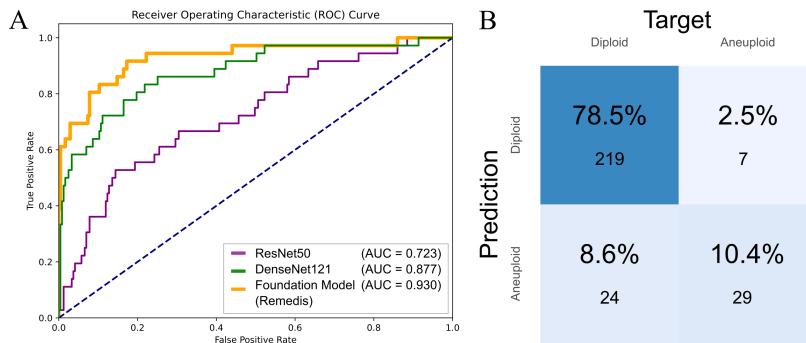 A
Receiver Operating Characteristic (ROC) Curve
1.0
0.8
0.6
0.4
0.2
0.0
True Positive Rate
0.0 0.2 0.4 0.6 0.8 1.0
False Positive Rate
ResNet50 (AUC = 0.723)
DenseNet121 (AUC = 0.877)
Foundation Model (AUC = 0.930)
(Remedis)
B
Target
Diploid Aneuploid
Prediction
Diploid
78.5% 2.5%
219 7
Aneuploid
8.6% 10.4%
24 29